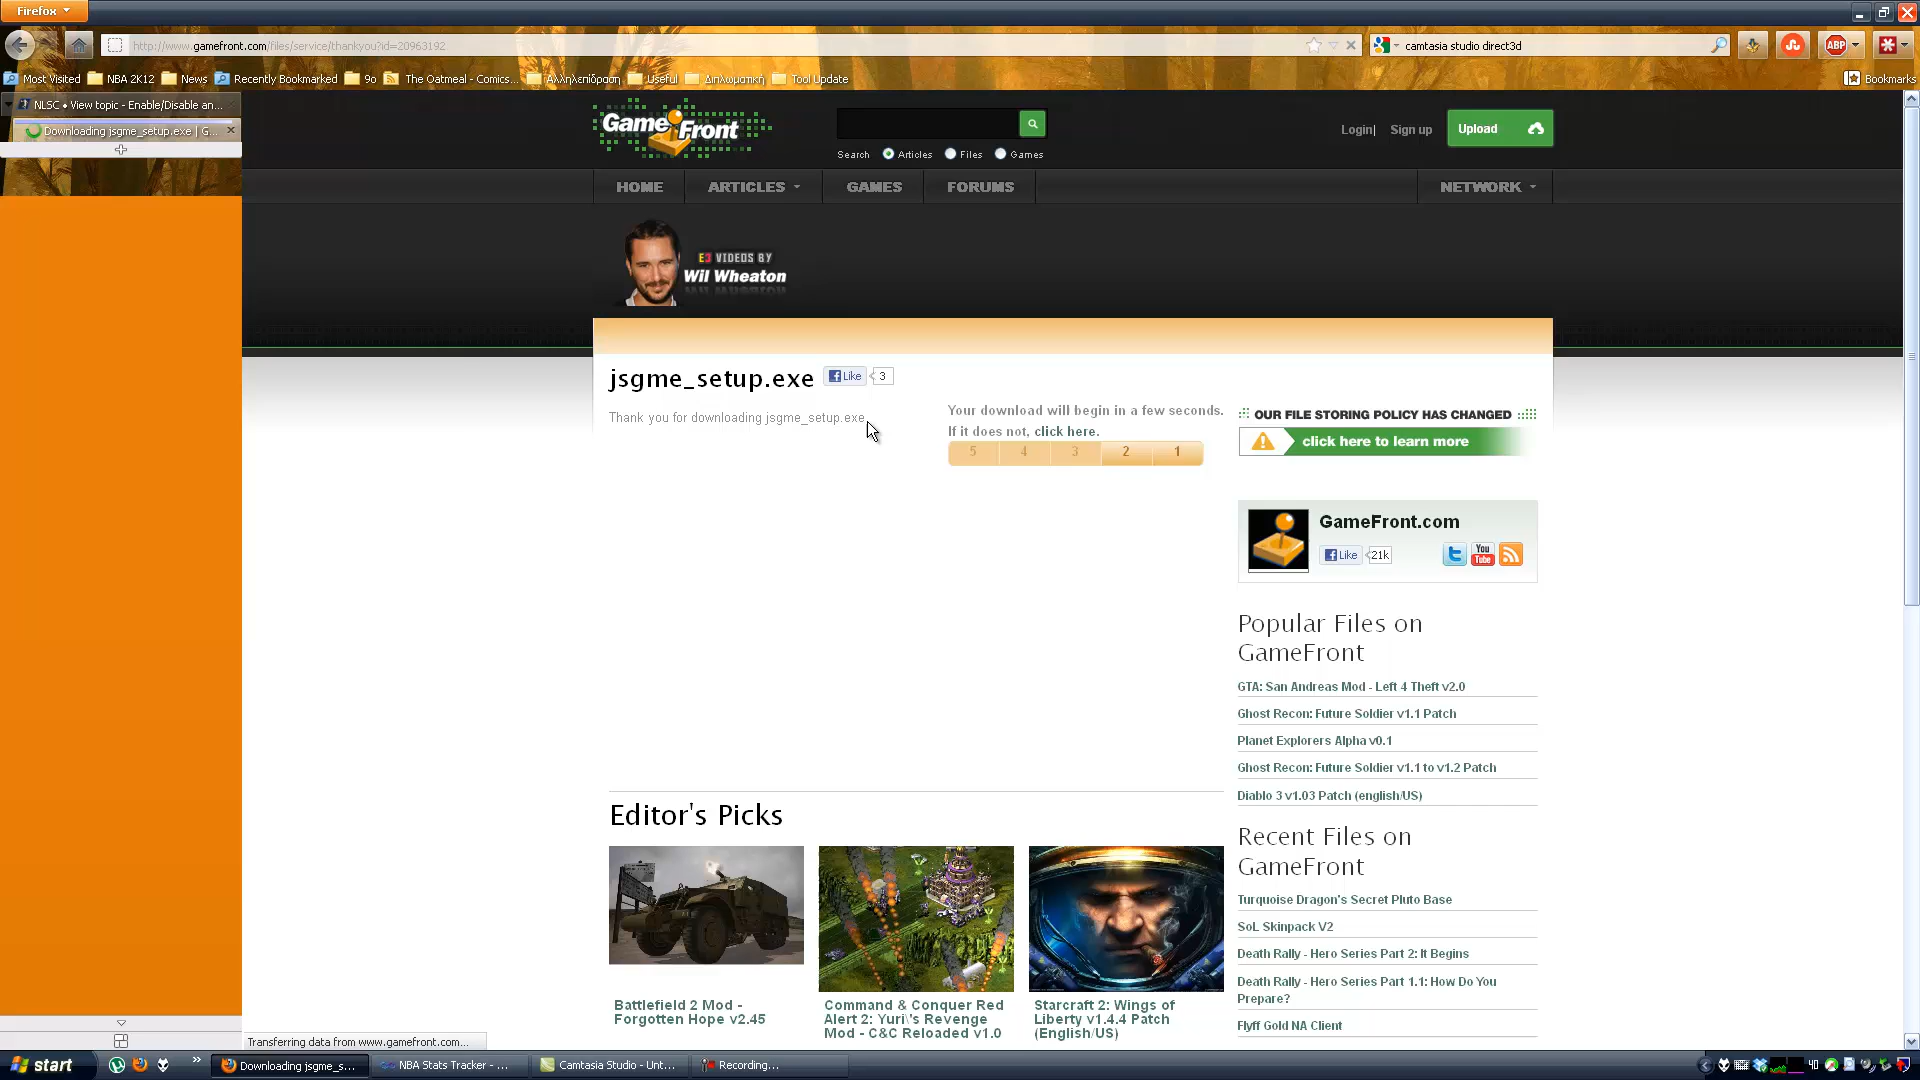 Firefox
http://www.gamefront.com/files/service/thankyou?id=20963192
camtasia studio direct3d
ABP
Most Visited
NBA 2K12
News
Recently Bookmarked
9ο
The Oatmeal - Comics...
Αλληλεπίδραση
Useful
Διπλωματική
Tool Update
Bookmarks
NLSC • View topic - Enable/Disable an...
Downloading jsgme_setup.exe | G...
GameFront
Search
Articles
Files
Games
Login|
Sign up
Upload
HOME
ARTICLES
GAMES
FORUMS
NETWORK
E3 VIDEOS BY
Wil Wheaton
jsgme_setup.exe
Like
3
Thank you for downloading jsgme_setup.exe.
Your download will begin in a few seconds.
If it does not, click here.
5 4 3 2 1
OUR FILE STORING POLICY HAS CHANGED
click here to learn more
GameFront.com
Like
21k
You
Tube
Popular Files on
GameFront
GTA: San Andreas Mod - Left 4 Theft v2.0
Ghost Recon: Future Soldier v1.1 Patch
Planet Explorers Alpha v0.1
Ghost Recon: Future Soldier v1.1 to v1.2 Patch
Diablo 3 v1.03 Patch (english/US)
Editor's Picks
Battlefield 2 Mod -
Forgotten Hope v2.45
Command & Conquer Red
Alert 2: Yuri\'s Revenge
Mod - C&C Reloaded v1.0
Starcraft 2: Wings of
Liberty v1.4.4 Patch
(English/US)
Recent Files on
GameFront
Turquoise Dragon's Secret Pluto Base
SoL Skinpack V2
Death Rally - Hero Series Part 2: It Begins
Death Rally - Hero Series Part 1.1: How Do You
Prepare?
Flyff Gold NA Client
Transferring data from www.gamefront.com...
start
Downloading jsgme_s...
NBA Stats Tracker - ...
Camtasia Studio - Unt...
Recording...
40